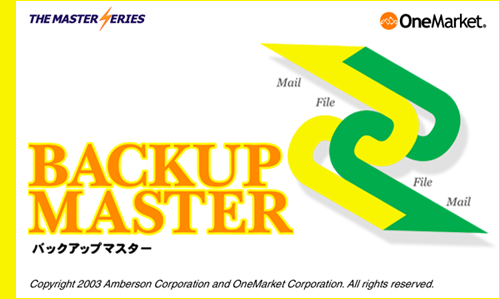 THE MASTER SERIES
OneMarket®
Mail
File
BACKUP
MASTER
File
Mail
バックアップマスター
Copyright 2003 Amberson Corporation and OneMarket Corporation. All rights reserved.